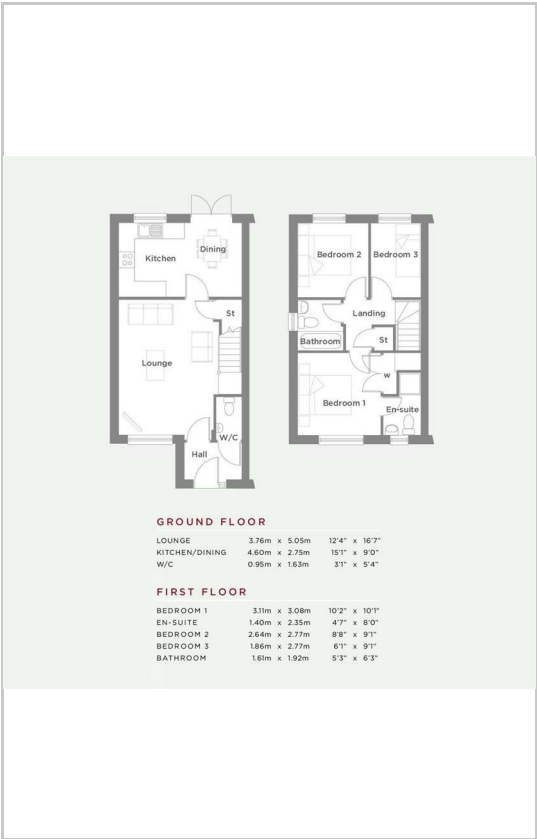 Kitchen
Dining
St
Lounge
W/C
Hall
Bedroom 2
Bedroom 3
Landing
Bathroom
St
W
Bedroom 1
En-suite
GROUND FLOOR
LOUNGE 3.76m x 5.05m 12'4" x 16'7"
KITCHEN/DINING 4.60m x 2.75m 15'1" x 9'0"
W/C 0.95m x 1.63m 3'1" x 5'4"
FIRST FLOOR
BEDROOM 1 3.11m x 3.08m 10'2" x 10'1"
EN-SUITE 1.40m x 2.35m 4'7" x 8'0"
BEDROOM 2 2.64m x 2.77m 8'8" x 9'1"
BEDROOM 3 1.86m x 2.77m 6'1" x 9'1"
BATHROOM 1.61m x 1.92m 5'3" x 6'3"